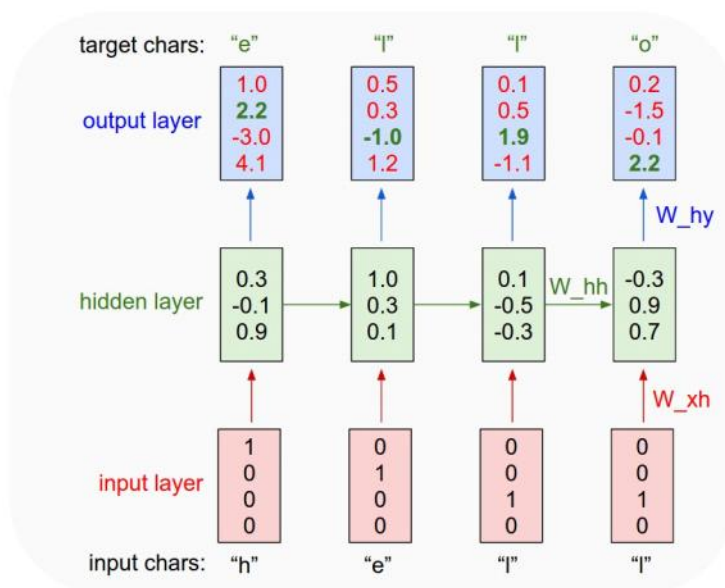 target chars: “e” “l” “l” “o”
1.0 0.5 0.1 0.2
2.2 0.3 0.5 -1.5
output layer
-3.0 -1.0 1.9 -0.1
4.1 1.2 -1.1 2.2
W_hy
0.3 1.0 0.1 -0.3
W_hh
hidden layer -0.1 0.3 -0.5 0.9
0.9 0.1 -0.3 0.7
W_xh
1 0 0 0
0 1 0 0
input layer
0 0 1 1
0 0 0 0
input chars: “h” “e” “l” “l”